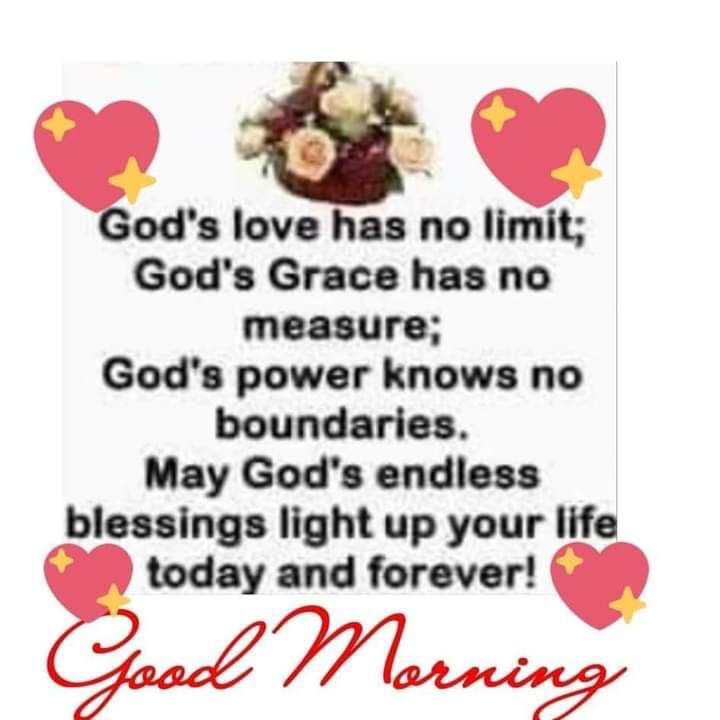 God's love has no limit;
God's Grace has no
measure;
God's power knows no
boundaries.
May God's endless
blessings light up your life
today and forever!
Good Morning